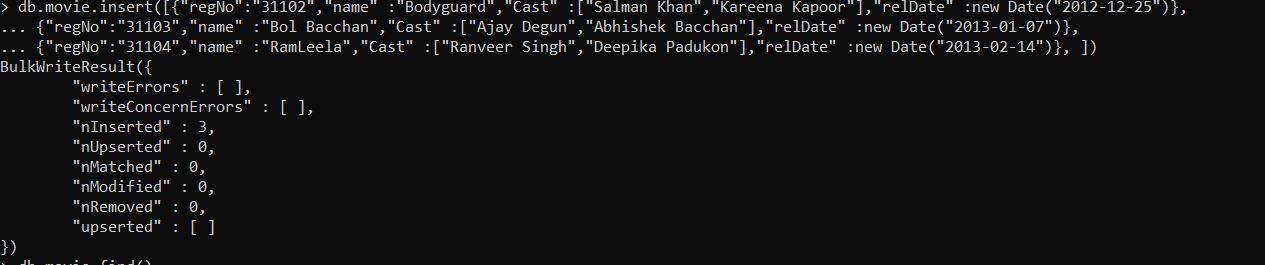 > db.movie.insert([{"regNo":"31102","name" :"Bodyguard","Cast" :["Salman Khan","Kareena Kapoor"],"relDate" :new Date("2012-12-25")},
... {"regNo":"31103","name" :"Bol Bacchan","Cast" :["Ajay Degun","Abhishek Bacchan"],"relDate" :new Date("2013-01-07")},
... {"regNo":"31104","name" :"RamLeela","Cast" :["Ranveer Singh","Deepika Padukon"],"relDate" :new Date("2013-02-14")}, ])
BulkWriteResult({
        "writeErrors" : [ ],
        "writeConcernErrors" : [ ],
        "nInserted" : 3,
        "nUpserted" : 0,
        "nMatched" : 0,
        "nModified" : 0,
        "nRemoved" : 0,
        "upserted" : [ ]
})
> db.movie.find()